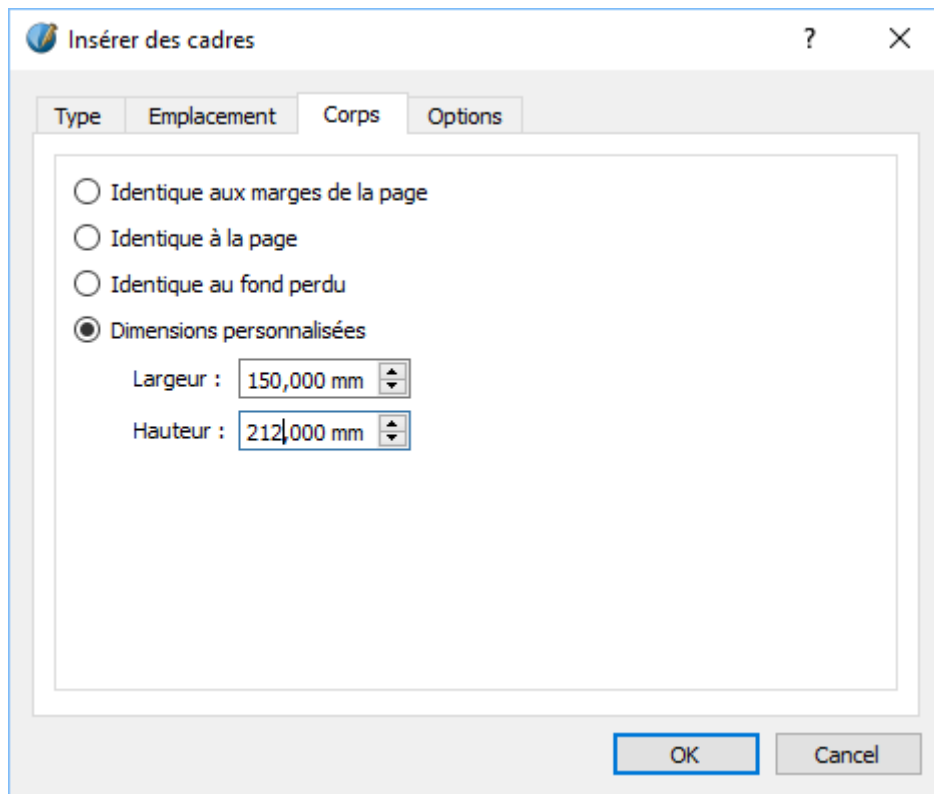 Insérer des cadres ?
Type Emplacement Corps Options
Identique aux marges de la page
Identique à la page
Identique au fond perdu
Dimensions personnalisées
Largeur : 150,000 mm
Hauteur : 212,000 mm
OK Cancel